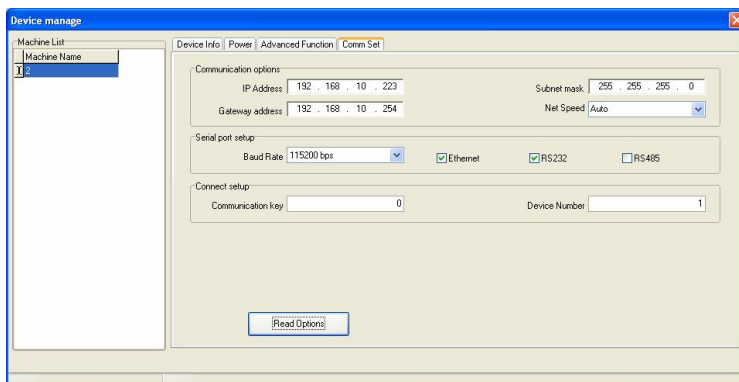 Device manage
Machine List
Machine Name
2
Device Info Power Advanced Function Comm Set
Communication options
IP Address 192 . 168 . 10 . 223 Subnet mask 255 . 255 . 255 . 0
Gateway address 192 . 168 . 10 . 254 Net Speed Auto
Serial port setup
Baud Rate 115200 bps Ethernet RS232 RS485
Connect setup
Communication key 0 Device Number 1
Read Options